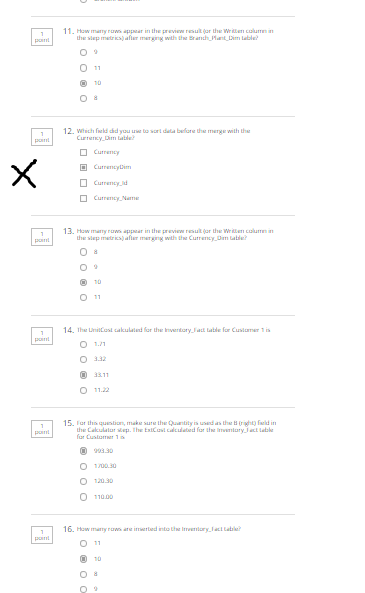 1 point
11. How many rows appear in the preview result (or the Written column in
the step metrics) after merging with the Branch_Plant_Dim table?
9
11
10
8
1 point
12. Which field did you use to sort data before the merge with the
Currency_Dim table?
Currency
CurrencyDim
Currency_Id
Currency_Name
1 point
13. How many rows appear in the preview result (or the Written column in
the step metrics) after merging with the Currency_Dim table?
8
9
10
11
1 point
14. The UnitCost calculated for the Inventory_Fact table for Customer 1 is
1.71
3.32
33.11
11.22
1 point
15. For this question, make sure the Quantity is used as the B (right) field in
the Calculator step. The ExtCost calculated for the Inventory_Fact table
for Customer 1 is
993.30
1700.30
120.30
110.00
1 point
16. How many rows are inserted into the Inventory_Fact table?
11
10
8
9